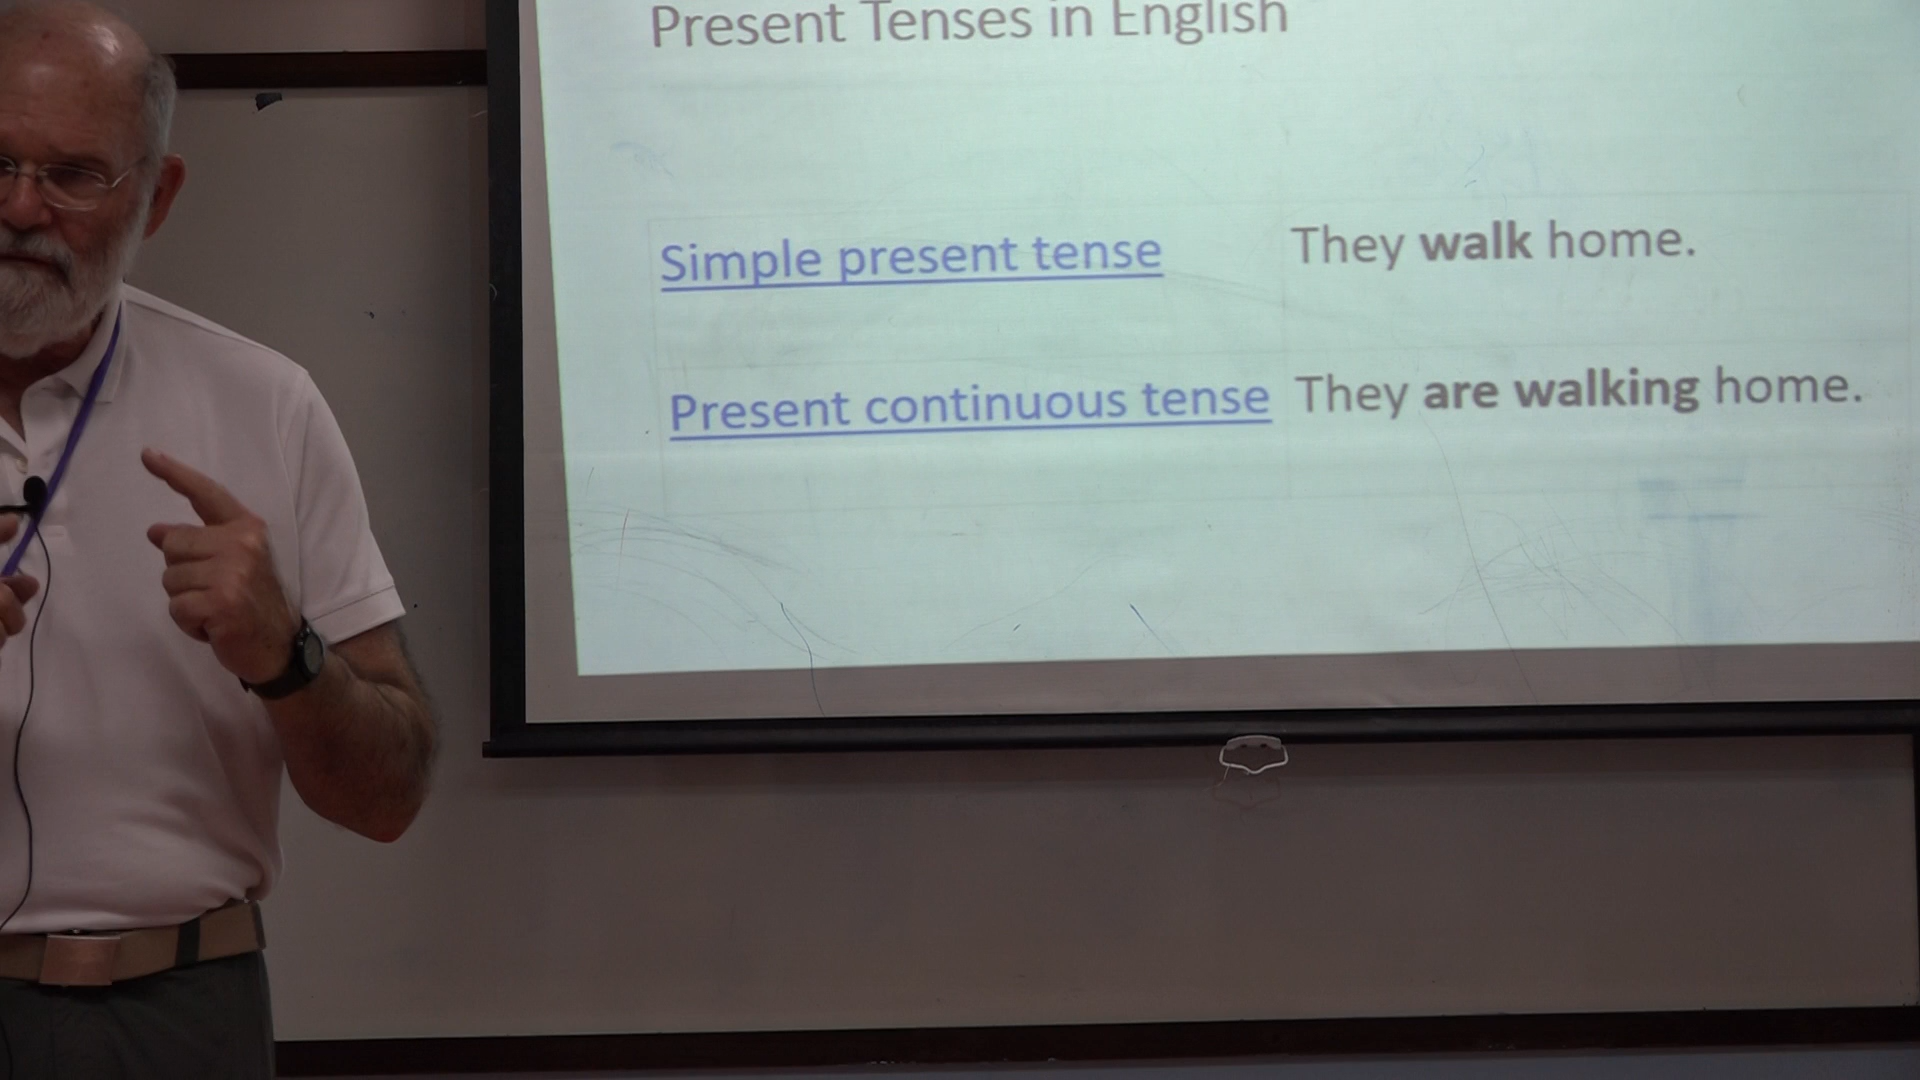 Present Tenses in English
Simple present tense They walk home.
Present continuous tense They are walking home.